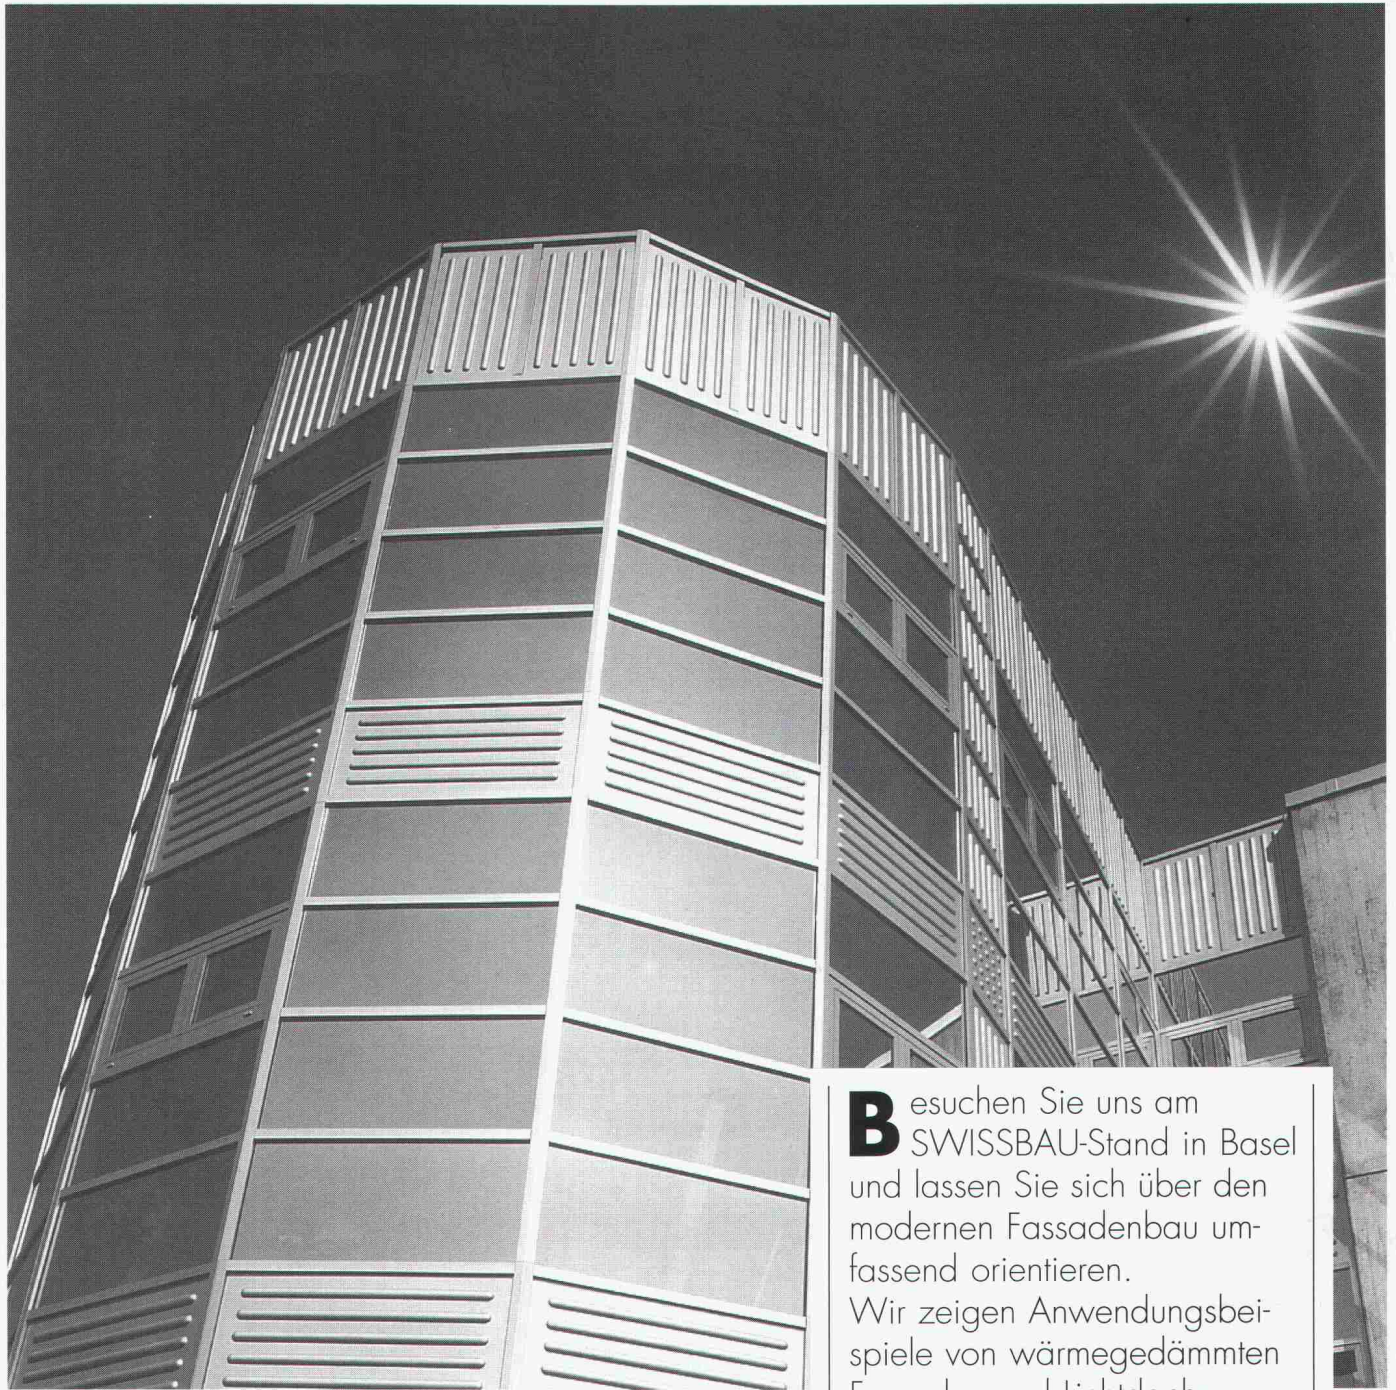 Besuchen Sie uns am
SWISSBAU-Stand in Basel
und lassen Sie sich über den
modernen Fassadenbau um-
fassend orientieren.
Wir zeigen Anwendungsbei-
spiele von wärmegedämmten